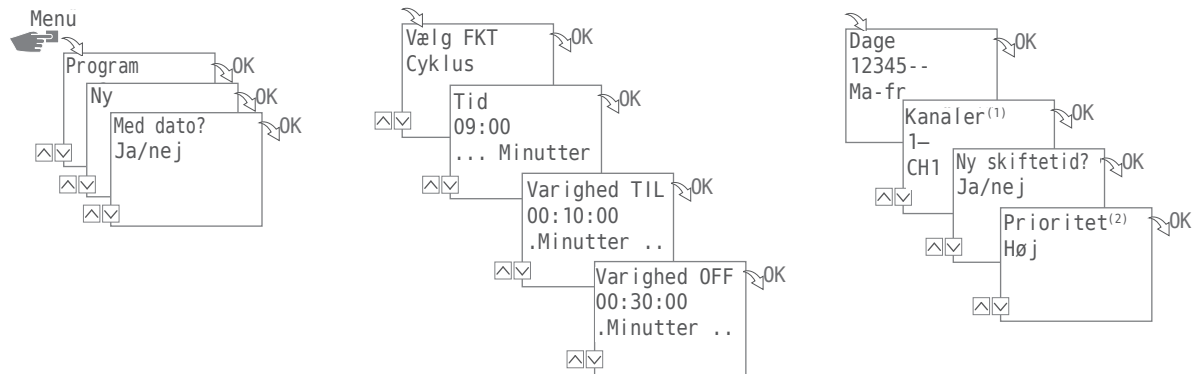 Menu
Program
OK
Ny
OK
Med dato?
Ja/nej
OK
Vælg FKT
Cyklus
OK
Tid
09:00
... Minutter
OK
Varighed TIL
00:10:00
.Minutter ..
OK
Varighed OFF
00:30:00
.Minutter ..
OK
Dage
12345--
Ma-fr
OK
Kanäler(1)
1–
CH1
OK
Ny skiftetid?
Ja/nej
OK
Prioritet(2)
Høj
OK